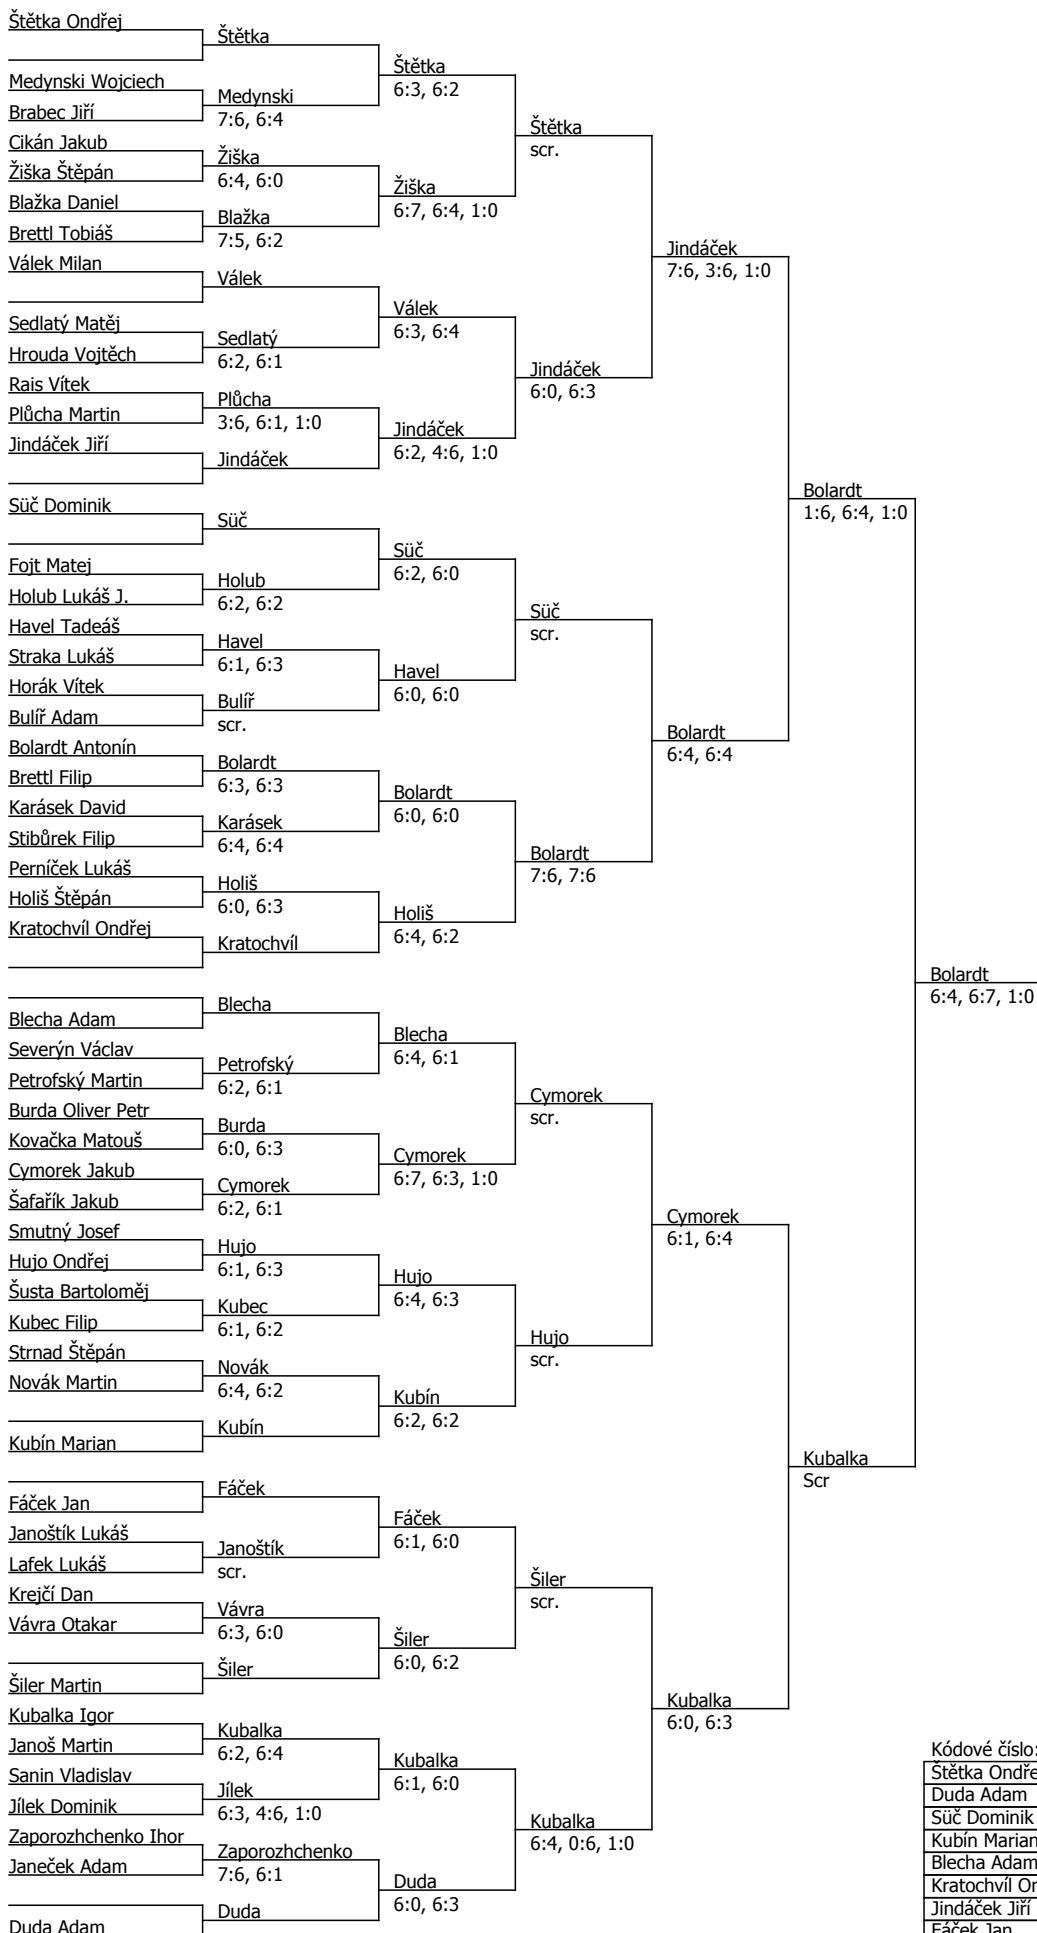 Štětka Ondřej
Medynski Wojciech
Brabec Jiří
Cikán Jakub
Žiška Štěpán
Blažka Daniel
Brettl Tobiáš
Válek Milan
Sedlatý Matěj
Hrouda Vojtěch
Rais Vítek
Plůcha Martin
Jindáček Jiří
Süč Dominik
Fojt Matej
Holub Lukáš J.
Havel Tadeáš
Straka Lukáš
Horák Vítek
Bulíř Adam
Bolardt Antonín
Brettl Filip
Karásek David
Stibůrek Filip
Perníček Lukáš
Holiš Štěpán
Kratochvíl Ondřej
Blecha Adam
Severýn Václav
Petrofský Martin
Burda Oliver Petr
Kovačka Matouš
Cymorek Jakub
Šafařík Jakub
Smutný Josef
Hujo Ondřej
Šusta Bartoloměj
Kubec Filip
Strnad Štěpán
Novák Martin
Kubín Marian
Fáček Jan
Janoštík Lukáš
Lafek Lukáš
Krejčí Dan
Vávra Otakar
Šiler Martin
Kubalka Igor
Janoš Martin
Sanin Vladislav
Jílek Dominik
Zaporozhchenko Ihor
Janeček Adam
Duda Adam
Štětka
Medynski
7:6, 6:4
Žiška
6:4, 6:0
Blažka
7:5, 6:2
Válek
Sedlatý
6:2, 6:1
Plůcha
3:6, 6:1, 1:0
Jindáček
Süč
Holub
6:2, 6:2
Havel
6:1, 6:3
Bulíř
scr.
Bolardt
6:3, 6:3
Karásek
6:4, 6:4
Holiš
6:0, 6:3
Kratochvíl
Blecha
Petrofský
6:2, 6:1
Burda
6:0, 6:3
Cymorek
6:2, 6:1
Hujo
6:1, 6:3
Kubec
6:1, 6:2
Novák
6:4, 6:2
Kubín
Fáček
Janoštík
scr.
Vávra
6:3, 6:0
Šiler
Kubalka
6:2, 6:4
Jílek
6:3, 4:6, 1:0
Zaporozhchenko
7:6, 6:1
Duda
Štětka
6:3, 6:2
Žiška
6:7, 6:4, 1:0
Válek
6:3, 6:4
Jindáček
6:2, 4:6, 1:0
Süč
6:2, 6:0
Havel
6:0, 6:0
Bolardt
6:0, 6:0
Holiš
6:4, 6:2
Blecha
6:4, 6:1
Cymorek
6:7, 6:3, 1:0
Hujo
6:4, 6:3
Kubín
6:2, 6:2
Fáček
6:1, 6:0
Šiler
6:0, 6:2
Kubalka
6:1, 6:0
Duda
6:0, 6:3
Štětka
scr.
Jindáček
6:0, 6:3
Süč
scr.
Bolardt
7:6, 7:6
Cymorek
scr.
Hujo
scr.
Šiler
scr.
Kubalka
6:4, 0:6, 1:0
Jindáček
7:6, 3:6, 1:0
Bolardt
6:4, 6:4
Cymorek
6:1, 6:4
Kubalka
6:0, 6:3
Bolardt
1:6, 6:4, 1:0
Kubalka
Scr
Bolardt
6:4, 6:7, 1:0
Kódové číslo:
Štětka Ondře
Duda Adam
Süč Dominik
Kubín Marian
Blecha Adam
Kratochvíl On
Jindáček Jiří
Fáček Jan